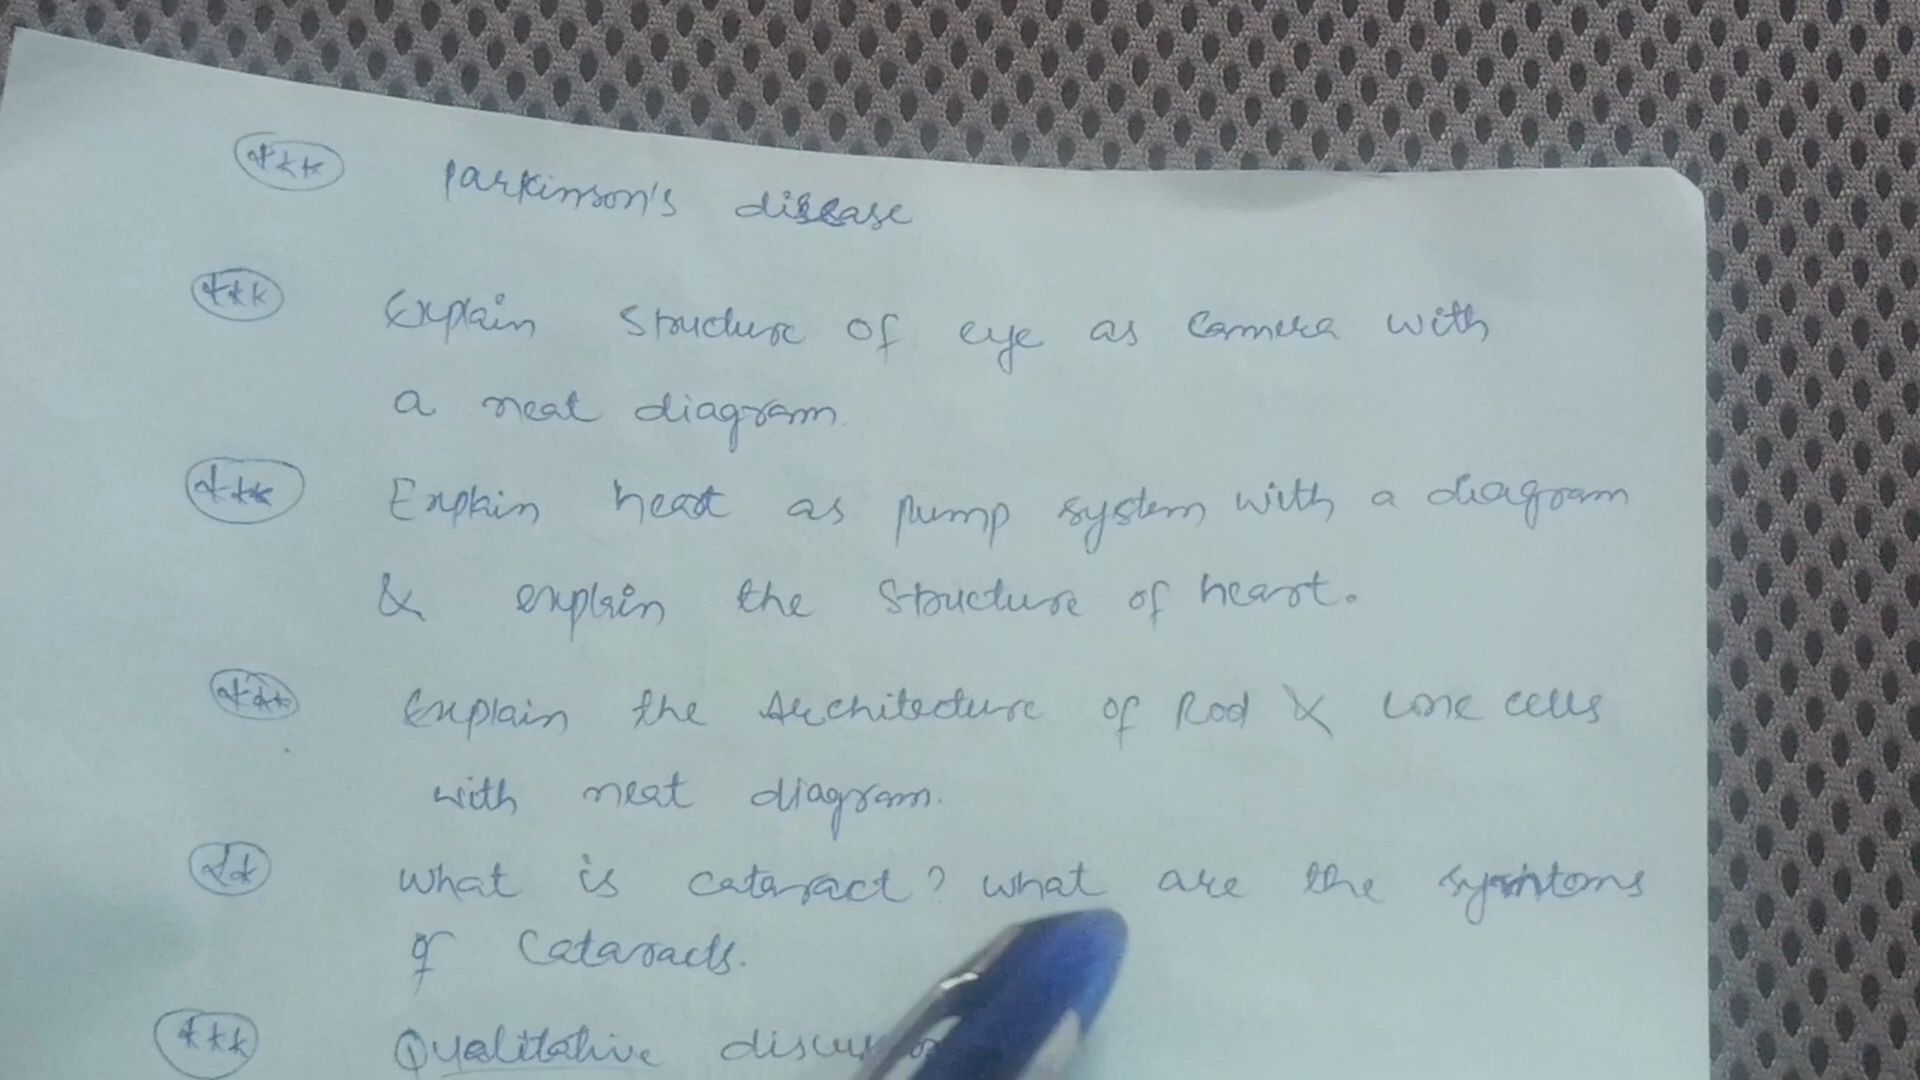 *** Parkinson's disease
*** Explain structure of eye as camera with
a neat diagram.
*** Explain heart as pump system with a diagram
& explain the structure of heart.
*** Explain the Architecture of Rod & cone cells
with neat diagram.
** What is cataract? what are the symtoms
of cataracts.
*** Qualitative